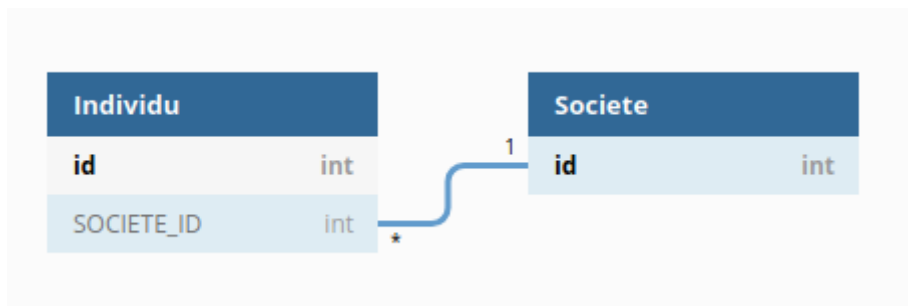 Individu
id int
SOCIETE_ID int
*
1
Societe
id int